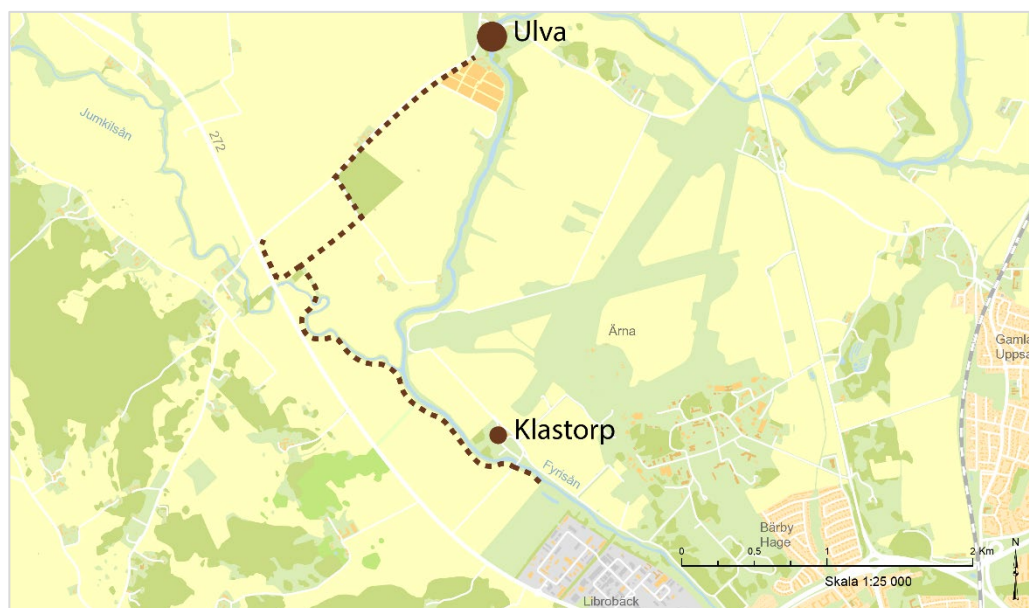 Ulva
Jumkilsån
272
Ärna
Gamla
Uppsa
Klastorp
Fyrisån
Bärby
Hage
0 0,5 1 2 Km
Skala 1:25 000
N
Librobäck